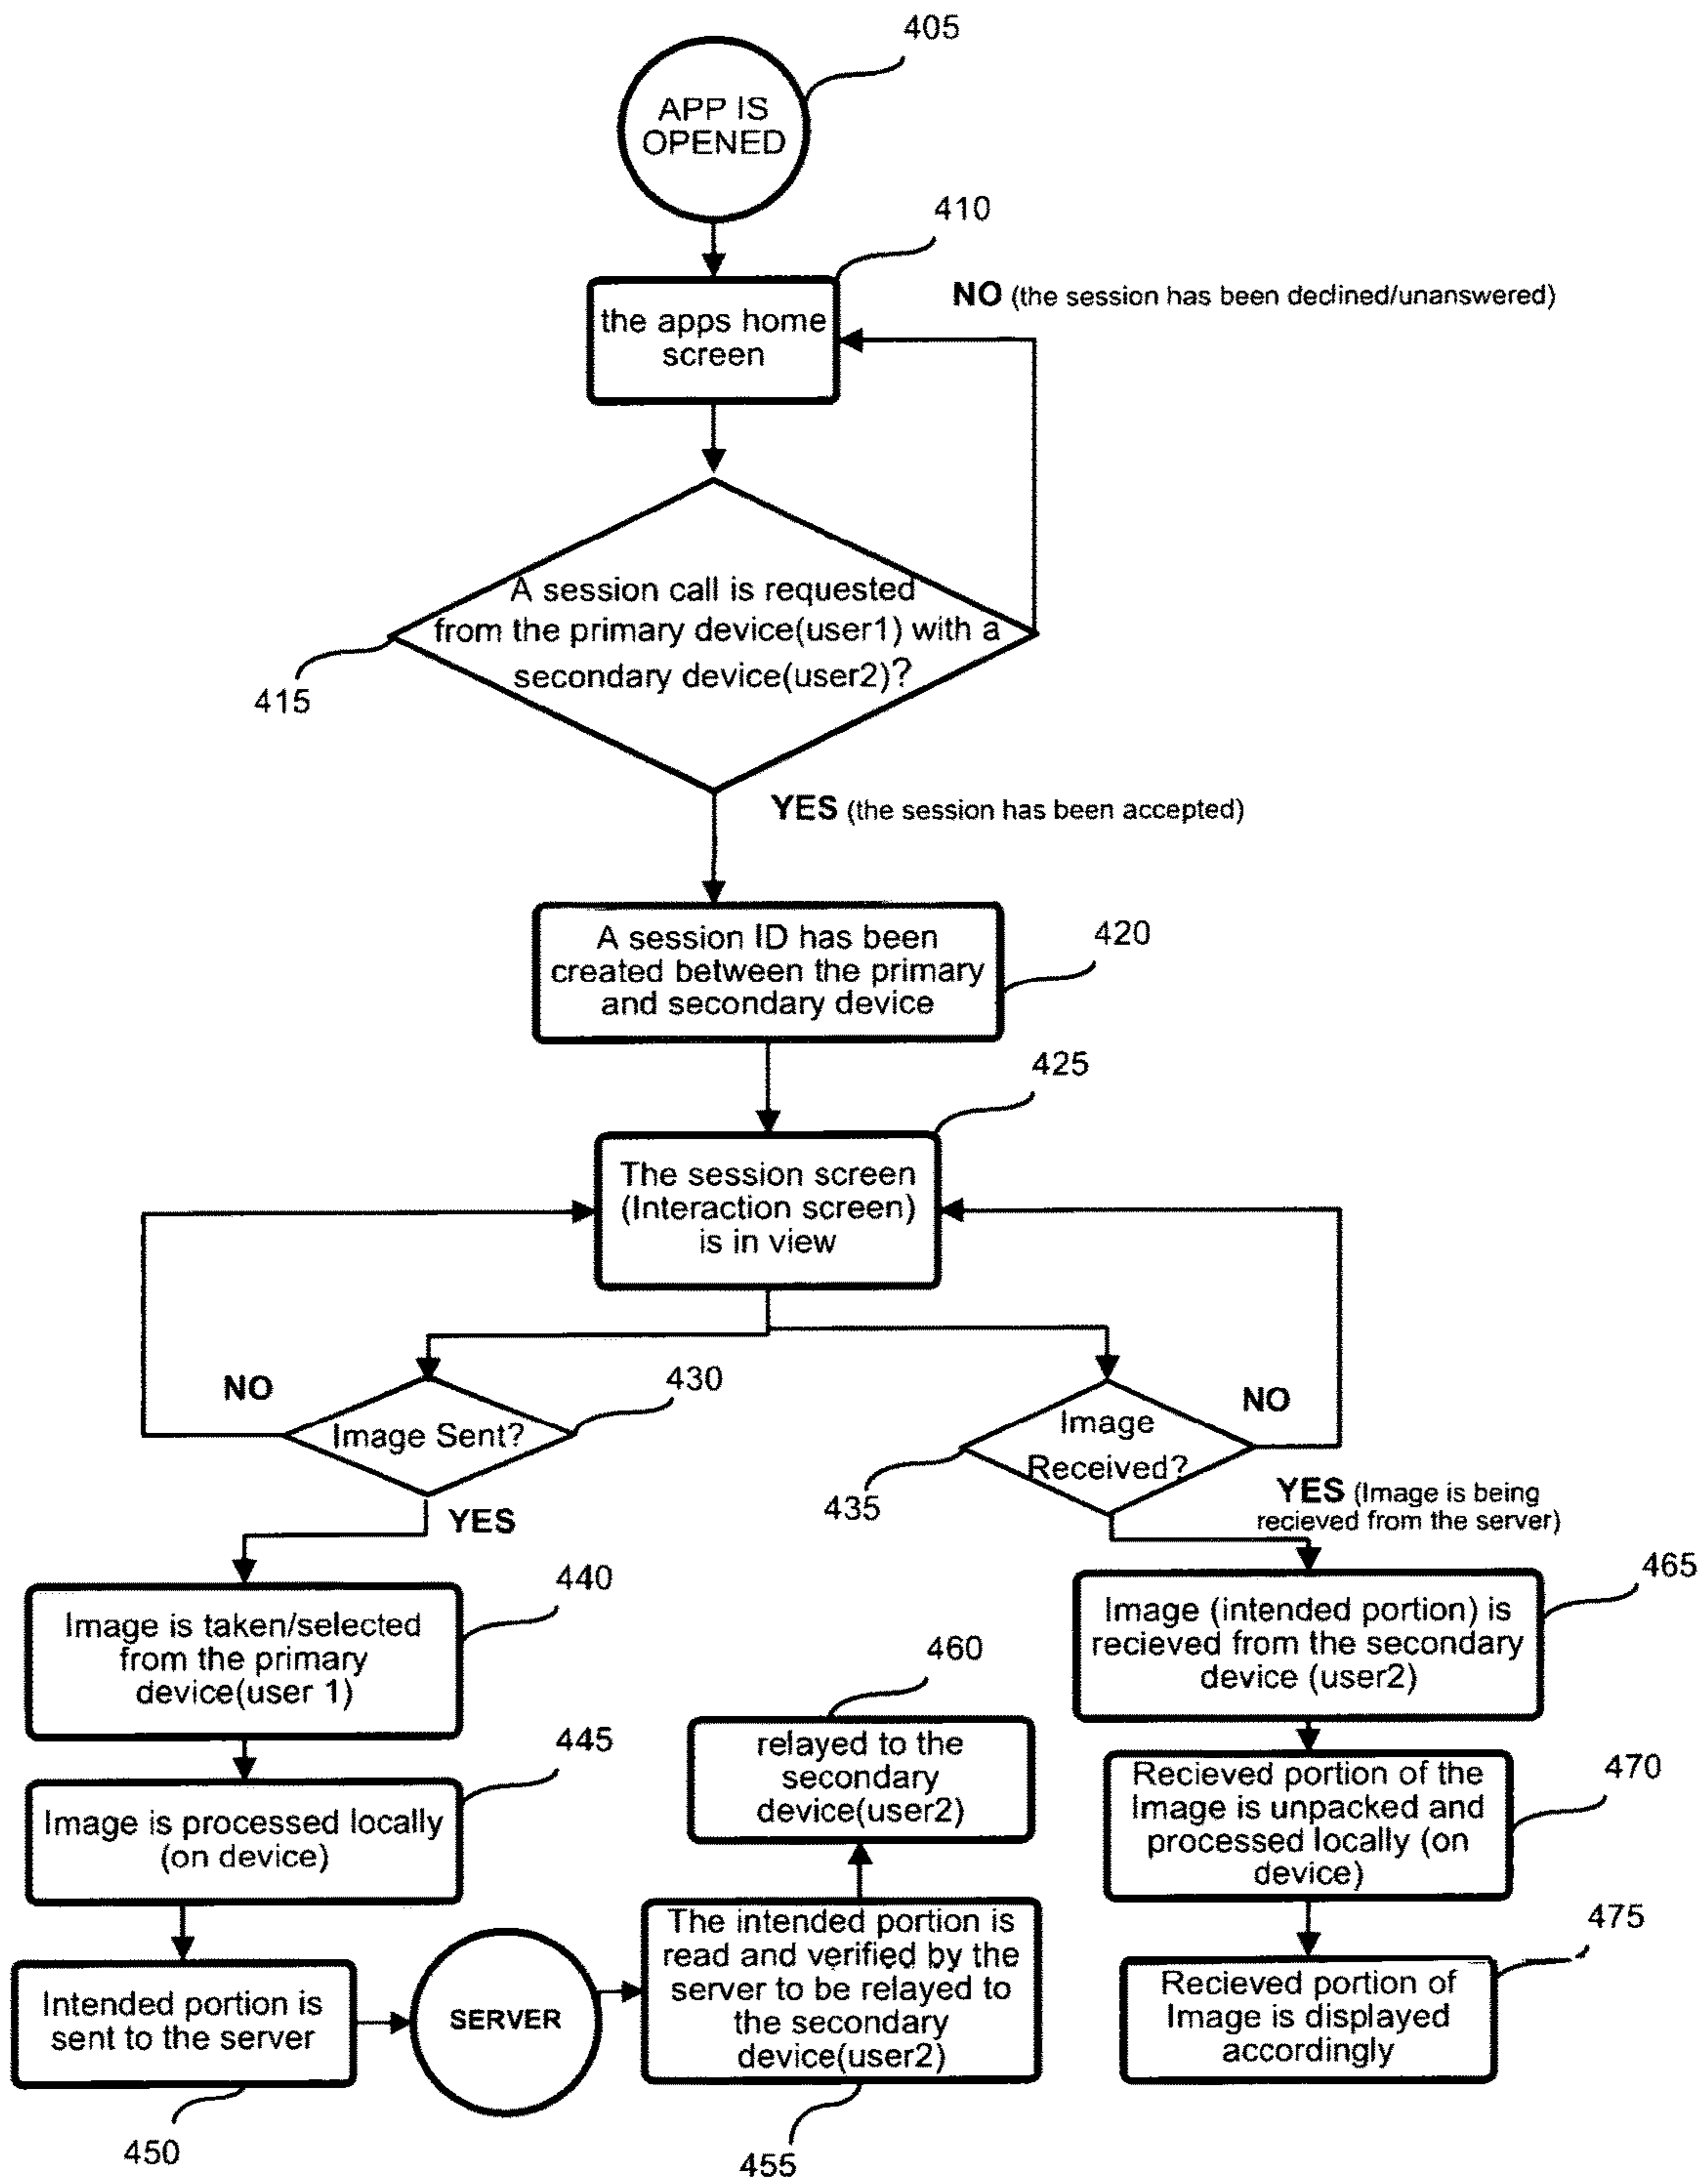 405
APP IS
OPENED
410
NO (the session has been declined/unanswered)
the apps home
screen
A session call is requested
from the primary device(user1) with a
secondary device(user2)?
415
YES (the session has been accepted)
A session ID has been
created between the primary
and secondary device
420
425
The session screen
(Interaction screen)
is in view
NO
430
Image Sent?
YES
NO
Image
Received?
435
YES (Image is being
recieved from the server)
440
Image is taken/selected
from the primary
device(user 1)
445
Image is processed locally
(on device)
Intended portion is
sent to the server
450
SERVER
460
relayed to the
secondary
device(user2)
The intended portion is
read and verified by the
server to be relayed to
the secondary
device(user2)
455
465
Image (intended portion) is
recieved from the secondary
device (user2)
470
Recieved portion of the
Image is unpacked and
processed locally (on
device)
475
Recieved portion of
Image is displayed
accordingly